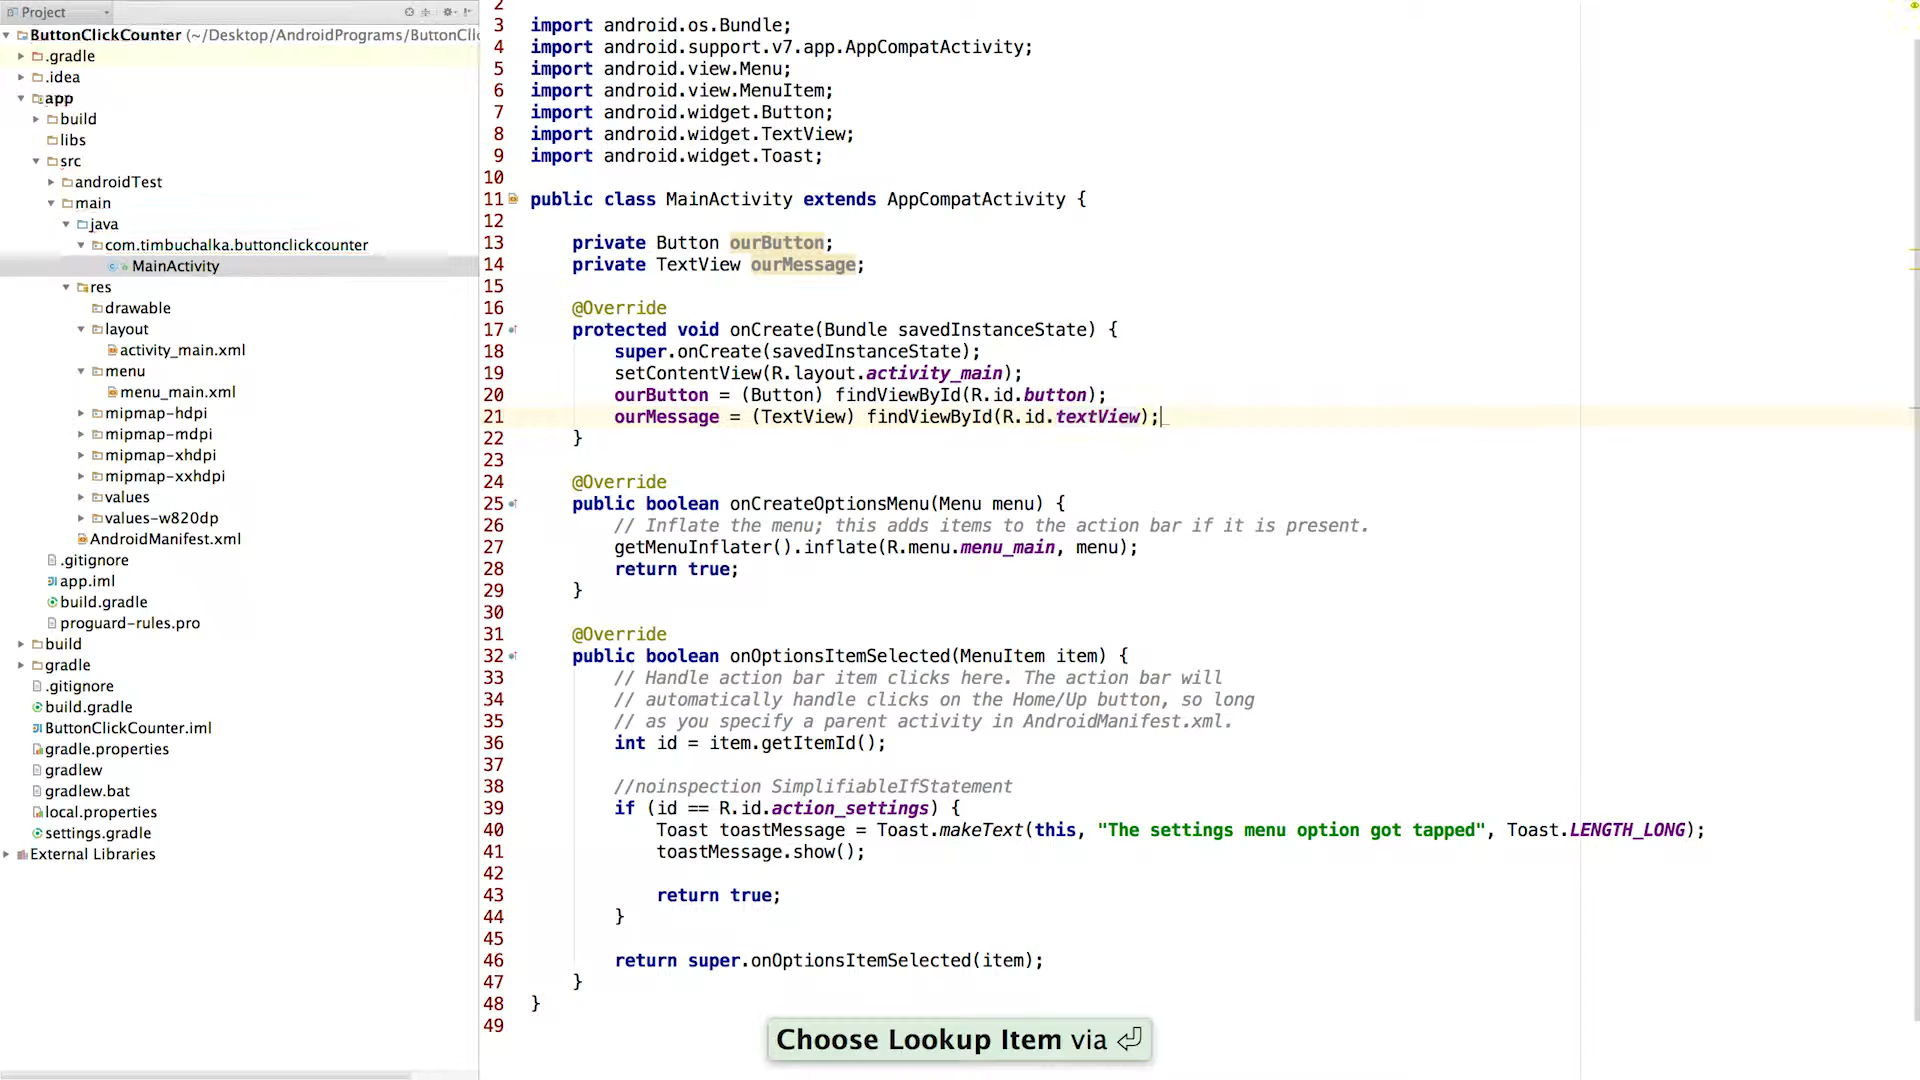 Project
ButtonClickCounter (~/Desktop/AndroidPrograms/ButtonCli
.gradle
.idea
app
build
libs
src
androidTest
main
java
com.timbuchalka.buttonclickcounter
MainActivity
res
drawable
layout
activity_main.xml
menu
menu_main.xml
mipmap-hdpi
mipmap-mdpi
mipmap-xhdpi
mipmap-xxhdpi
values
values-w820dp
AndroidManifest.xml
.gitignore
app.iml
build.gradle
proguard-rules.pro
build
gradle
.gitignore
build.gradle
ButtonClickCounter.iml
gradle.properties
gradlew
gradlew.bat
local.properties
settings.gradle
External Libraries
2
3 import android.os.Bundle;
4 import android.support.v7.app.AppCompatActivity;
5 import android.view.Menu;
6 import android.view.MenuItem;
7 import android.widget.Button;
8 import android.widget.TextView;
9 import android.widget.Toast;
10
11 public class MainActivity extends AppCompatActivity {
12
13 private Button ourButton;
14 private TextView ourMessage;
15
16 @Override
17 protected void onCreate(Bundle savedInstanceState) {
18 super.onCreate(savedInstanceState);
19 setContentView(R.layout.activity_main);
20 ourButton = (Button) findViewById(R.id.button);
21 ourMessage = (TextView) findViewById(R.id.textView);
22 }
23
24 @Override
25 public boolean onCreateOptionsMenu(Menu menu) {
26 // Inflate the menu; this adds items to the action bar if it is present.
27 getMenuInflater().inflate(R.menu.menu_main, menu);
28 return true;
29 }
30
31 @Override
32 public boolean onOptionsItemSelected(MenuItem item) {
33 // Handle action bar item clicks here. The action bar will
34 // automatically handle clicks on the Home/Up button, so long
35 // as you specify a parent activity in AndroidManifest.xml.
36 int id = item.getItemId();
37
38 //noinspection SimplifiableIfStatement
39 if (id == R.id.action_settings) {
40 Toast toastMessage = Toast.makeText(this, "The settings menu option got tapped", Toast.LENGTH_LONG);
41 toastMessage.show();
42
43 return true;
44 }
45
46 return super.onOptionsItemSelected(item);
47 }
48 }
49
Choose Lookup Item via ⏎